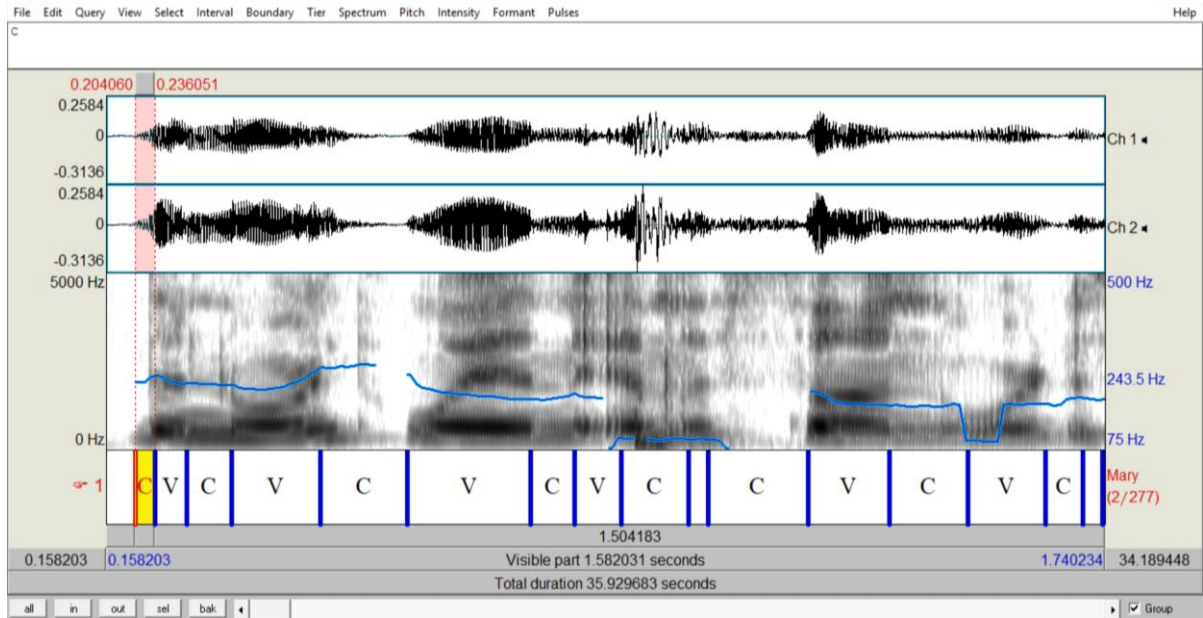 File Edit Query View Select Interval Boundary Tier Spectrum Pitch Intensity Formant Pulses Help
C
0.204060 0.236051
0.2584
0
-0.3136
Ch 1
0.2584
0
-0.3136
Ch 2
5000 Hz 500 Hz
243.5 Hz
0 Hz 75 Hz
1 C V C V C V C V C C V C V C Mary
(2/277)
1.504183
0.158203 0.158203 Visible part 1.582031 seconds 1.740234 34.189448
Total duration 35.929683 seconds
all in out sel bak Group